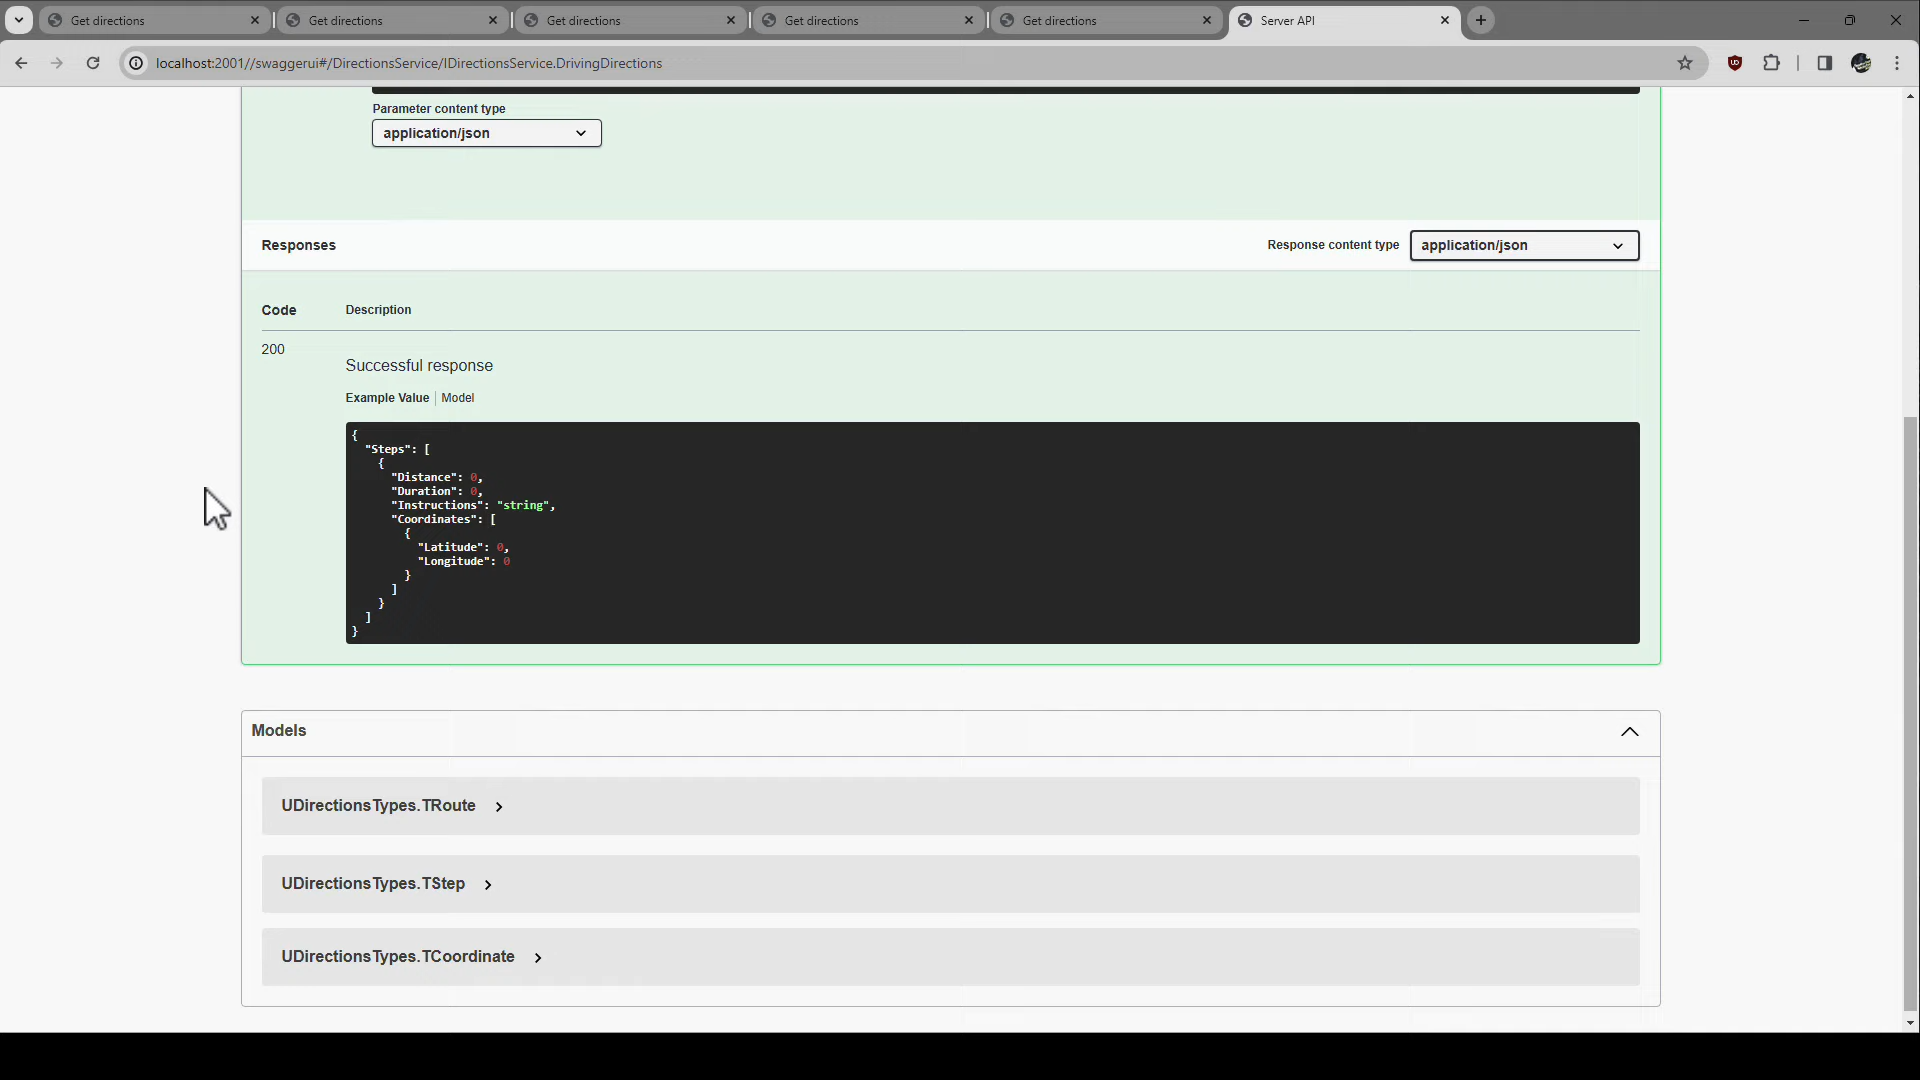 Get directions
Get directions
Get directions
Get directions
Get directions
Server API
localhost:2001//swaggerui#/DirectionsService/IDirectionsService.DrivingDirections
Parameter content type
application/json
Responses
Response content type
application/json
Code
Description
200
Successful response
Example Value
Model
{
"Steps": [
{
"Distance": 0,
"Duration": 0,
"Instructions": "string",
"Coordinates": [
{
"Latitude": 0,
"Longitude": 0
}
]
}
]
}
Models
UDirectionsTypes.TRoute
UDirectionsTypes.TStep
UDirectionsTypes.TCoordinate